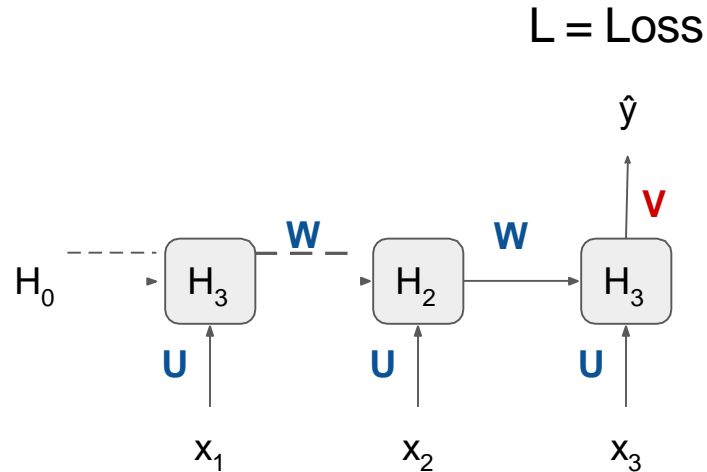 L = Loss
ŷ
V
W
W
H₀
H₃
H₂
H₃
U
U
U
x₁
x₂
x₃